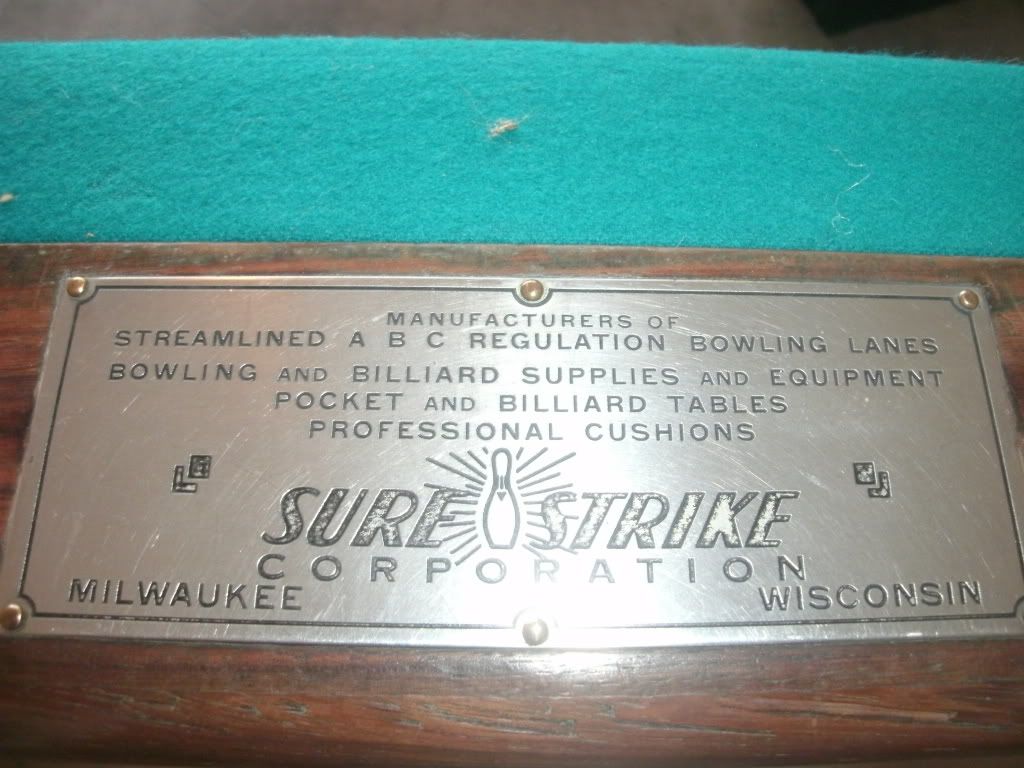 MANUFACTURERS OF
STREAMLINED A B C REGULATION BOWLING LANES
BOWLING AND BILLIARD SUPPLIES AND EQUIPMENT
POCKET AND BILLIARD TABLES
PROFESSIONAL CUSHIONS
SURE STRIKE
CORPORATION
MILWAUKEE WISCONSIN